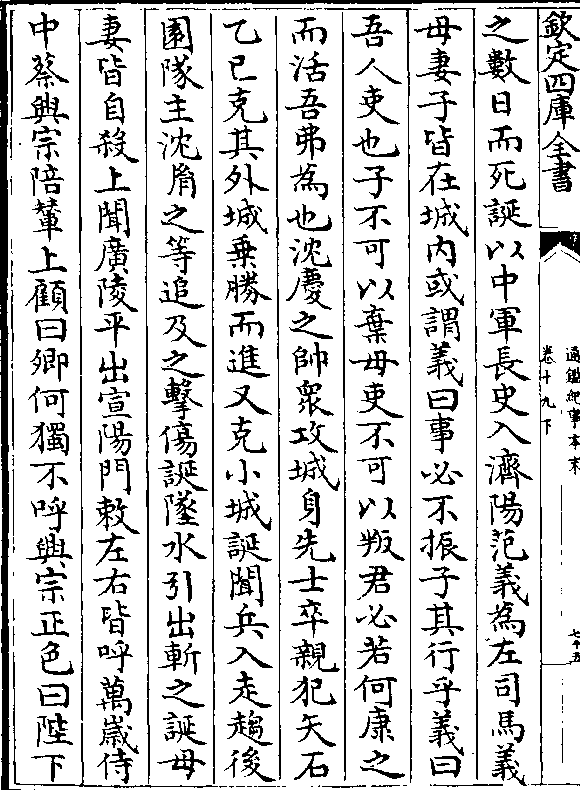 欽定四庫全書
通鑑紀事本末
卷十九下
七十五
之數日而死誕以中軍長史入濟陽范義為左司馬義
母妻子皆在城内或謂義曰事必不振子其行乎義曰
吾人吏也子不可以棄母吏不可以叛君必若何康之
而活吾弗為也沈慶之帥衆攻城身先士卒親犯矢石
乙巳克其外城乗勝而進又克小城誕聞兵入走趨後
園隊主沈𦙍之等追及之擊傷誕墜水引出斬之誕母
妻皆自殺上聞廣陵平出宣陽門敕左右皆呼萬嵗侍
中蔡興宗陪輦上顧曰卿何獨不呼興宗正色曰陛下